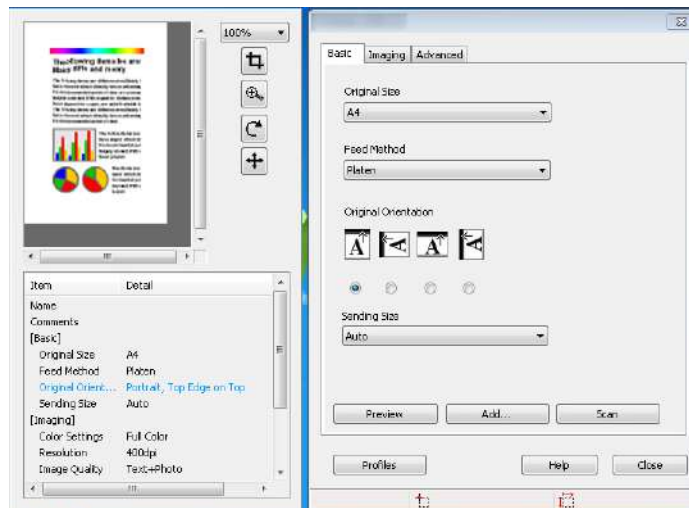 100%
Item Detail
Name
Comments
[Basic]
Original Size A4
Feed Method Platen
Original Orient... Portrait, Top Edge on Top
Sending Size Auto
[Imaging]
Color Settings Full Color
Resolution 400dpi
Image Quality Text+Photo
Basic Imaging Advanced
Original Size
A4
Feed Method
Platen
Original Orientation
A A A A
Sending Size
Auto
Preview Add... Scan
Profiles Help Close